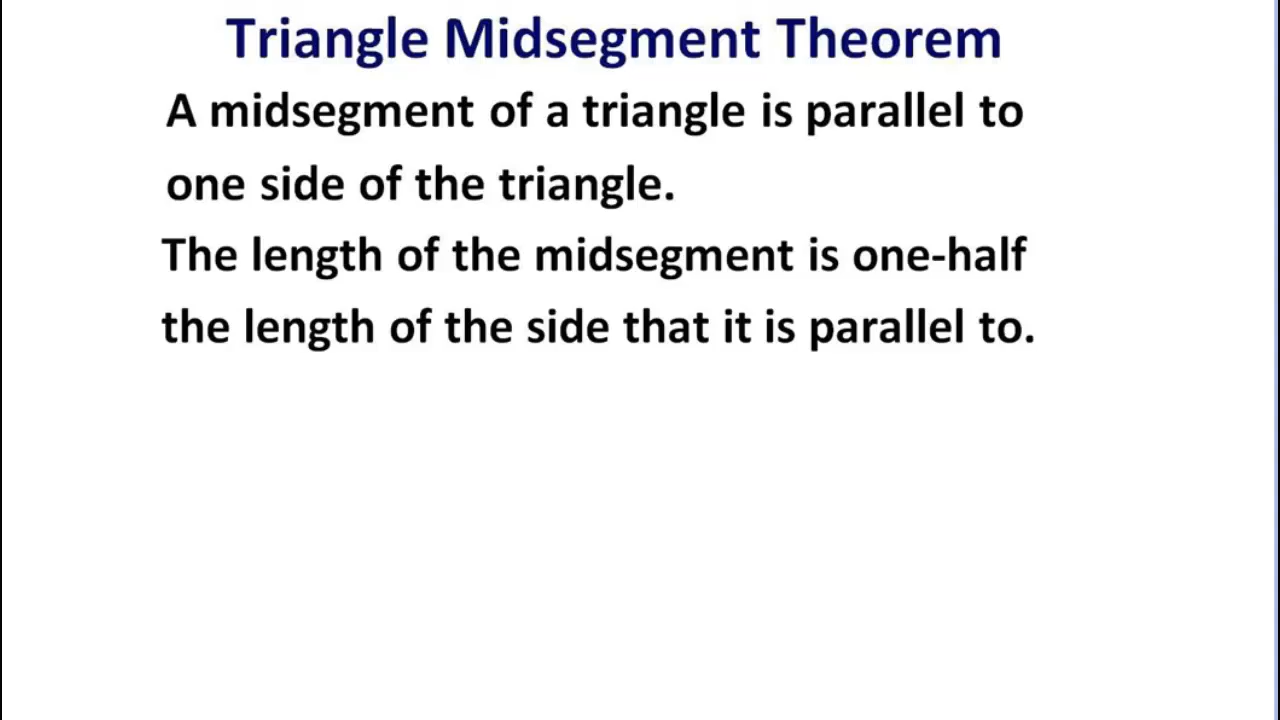 Triangle Midsegment Theorem
A midsegment of a triangle is parallel to
one side of the triangle.
The length of the midsegment is one-half
the length of the side that it is parallel to.